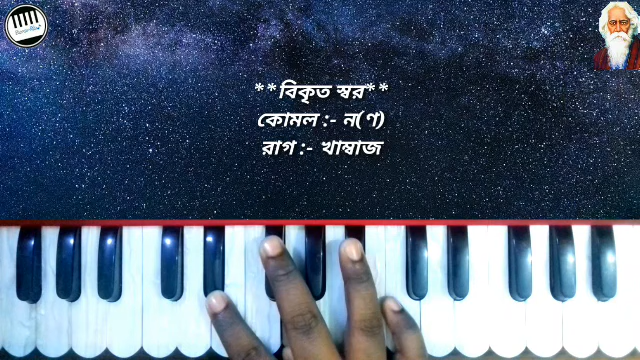 **বিকৃত স্বর**
কোমল :- ন(ণ)
রাগ :- খাম্বাজ